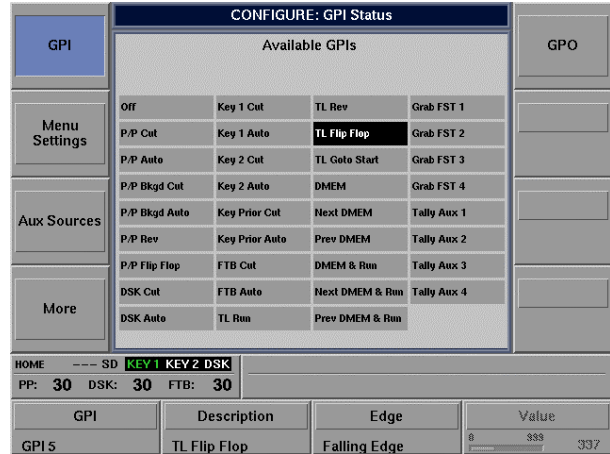 CONFIGURE: GPI Status
GPI
Available GPIs
GPO
Off Key 1 Cut TL Rev Grab FST 1
P/P Cut Key 1 Auto TL Flip Flop Grab FST 2
P/P Auto Key 2 Cut TL Goto Start Grab FST 3
P/P Bkgd Cut Key 2 Auto DMEM Grab FST 4
P/P Bkgd Auto Key Prior Cut Next DMEM Tally Aux 1
P/P Rev Key Prior Auto Prev DMEM Tally Aux 2
P/P Flip Flop FTB Cut DMEM & Run Tally Aux 3
DSK Cut FTB Auto Next DMEM & Run Tally Aux 4
DSK Auto TL Run Prev DMEM & Run
Menu
Settings
Aux Sources
More
HOME --- SD KEY 1 KEY 2 DSK
PP: 30 DSK: 30 FTB: 30
GPI Description Edge Value
GPI 5 TL Flip Flop Falling Edge 0 999 337